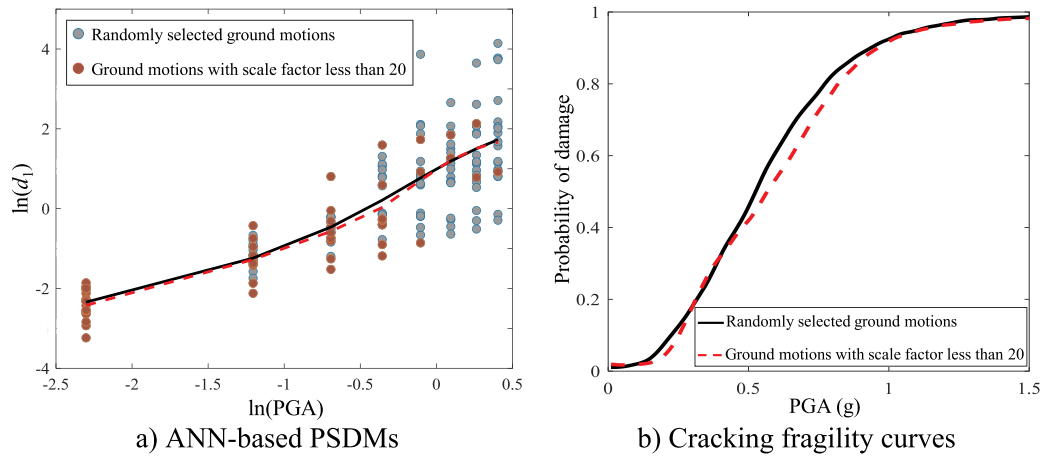 Randomly selected ground motions
Ground motions with scale factor less than 20
4
2
0
-2
-4
ln(d1)
-2.5
-2
-1.5
-1
-0.5
0
0.5
ln(PGA)
a) ANN-based PSDMs
1
0.8
0.6
0.4
0.2
0
Probability of damage
Randomly selected ground motions
Ground motions with scale factor less than 20
0
0.5
1
1.5
PGA (g)
b) Cracking fragility curves